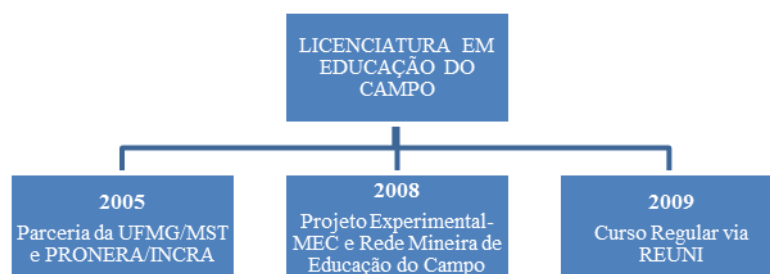 LICENCIATURA EM
EDUCAÇÃO DO
CAMPO
2005
Parceria da UFMG/MST
e PRONERA/INCRA
2008
Projeto Experimental-
MEC e Rede Mineira de
Educação do Campo
2009
Curso Regular via
REUNI